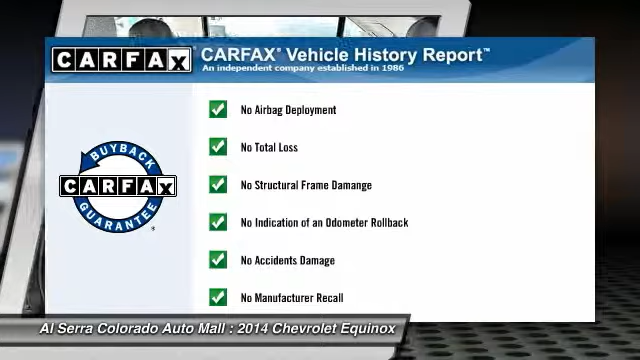 CARFAX CARFAX® Vehicle History Report™
An independent company established in 1986
No Airbag Deployment
No Total Loss
No Structural Frame Damange
No Indication of an Odometer Rollback
No Accidents Damage
No Manufacturer Recall
BUYBACK
CARFAX
GUARANTEE®
Al Serra Colorado Auto Mall : 2014 Chevrolet Equinox